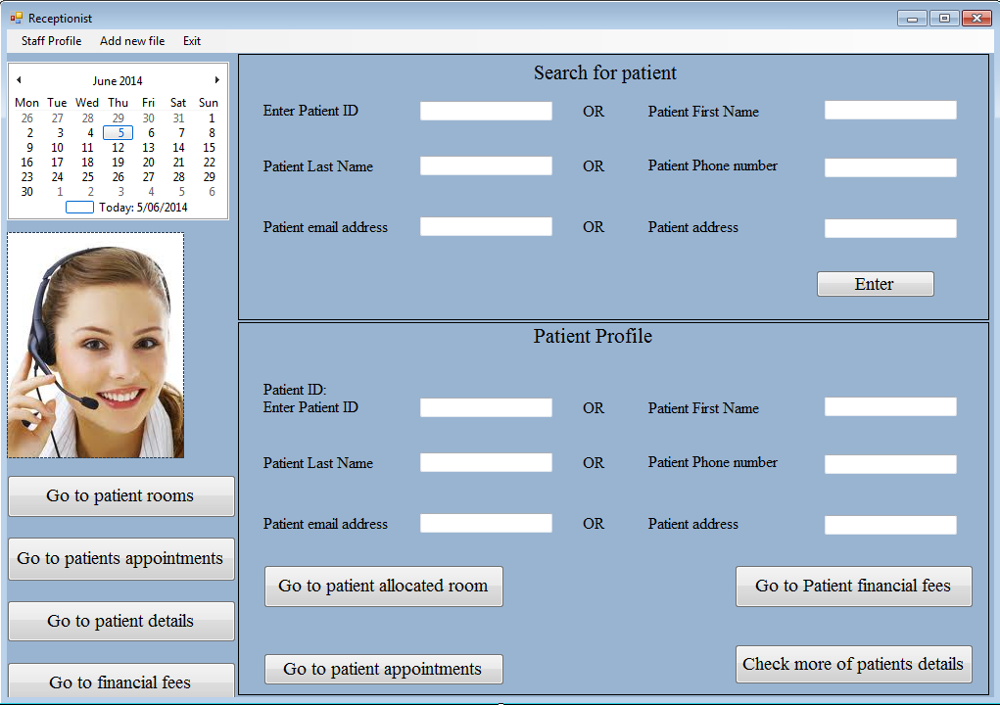 Receptionist
Staff Profile Add new file Exit
June 2014
Mon Tue Wed Thu Fri Sat Sun
26 27 28 29 30 31 1
2 3 4 5 6 7 8
9 10 11 12 13 14 15
16 17 18 19 20 21 22
23 24 25 26 27 28 29
30 1 2 3 4 5 6
Today: 5/06/2014
Go to patient rooms
Go to patients appointments
Go to patient details
Go to financial fees
Search for patient
Enter Patient ID OR Patient First Name
Patient Last Name OR Patient Phone number
Patient email address OR Patient address
Enter
Patient Profile
Patient ID:
Enter Patient ID OR Patient First Name
Patient Last Name OR Patient Phone number
Patient email address OR Patient address
Go to patient allocated room Go to Patient financial fees
Go to patient appointments Check more of patients details